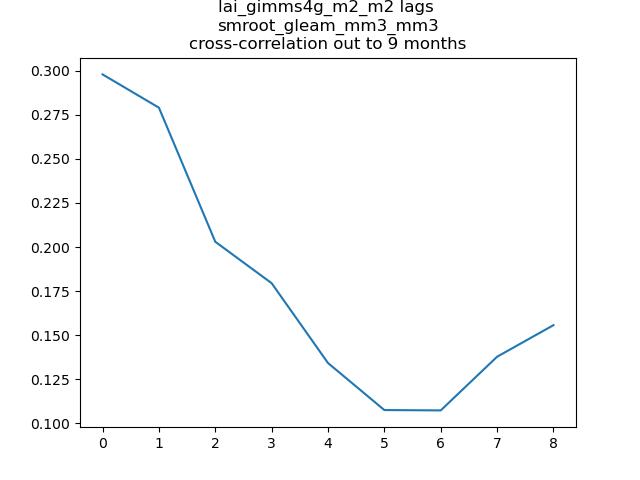 lai_gimms4g_m2_m2 lags
smroot_gleam_mm3_mm3
cross-correlation out to 9 months
0.300
0.275
0.250
0.225
0.200
0.175
0.150
0.125
0.100
0 1 2 3 4 5 6 7 8